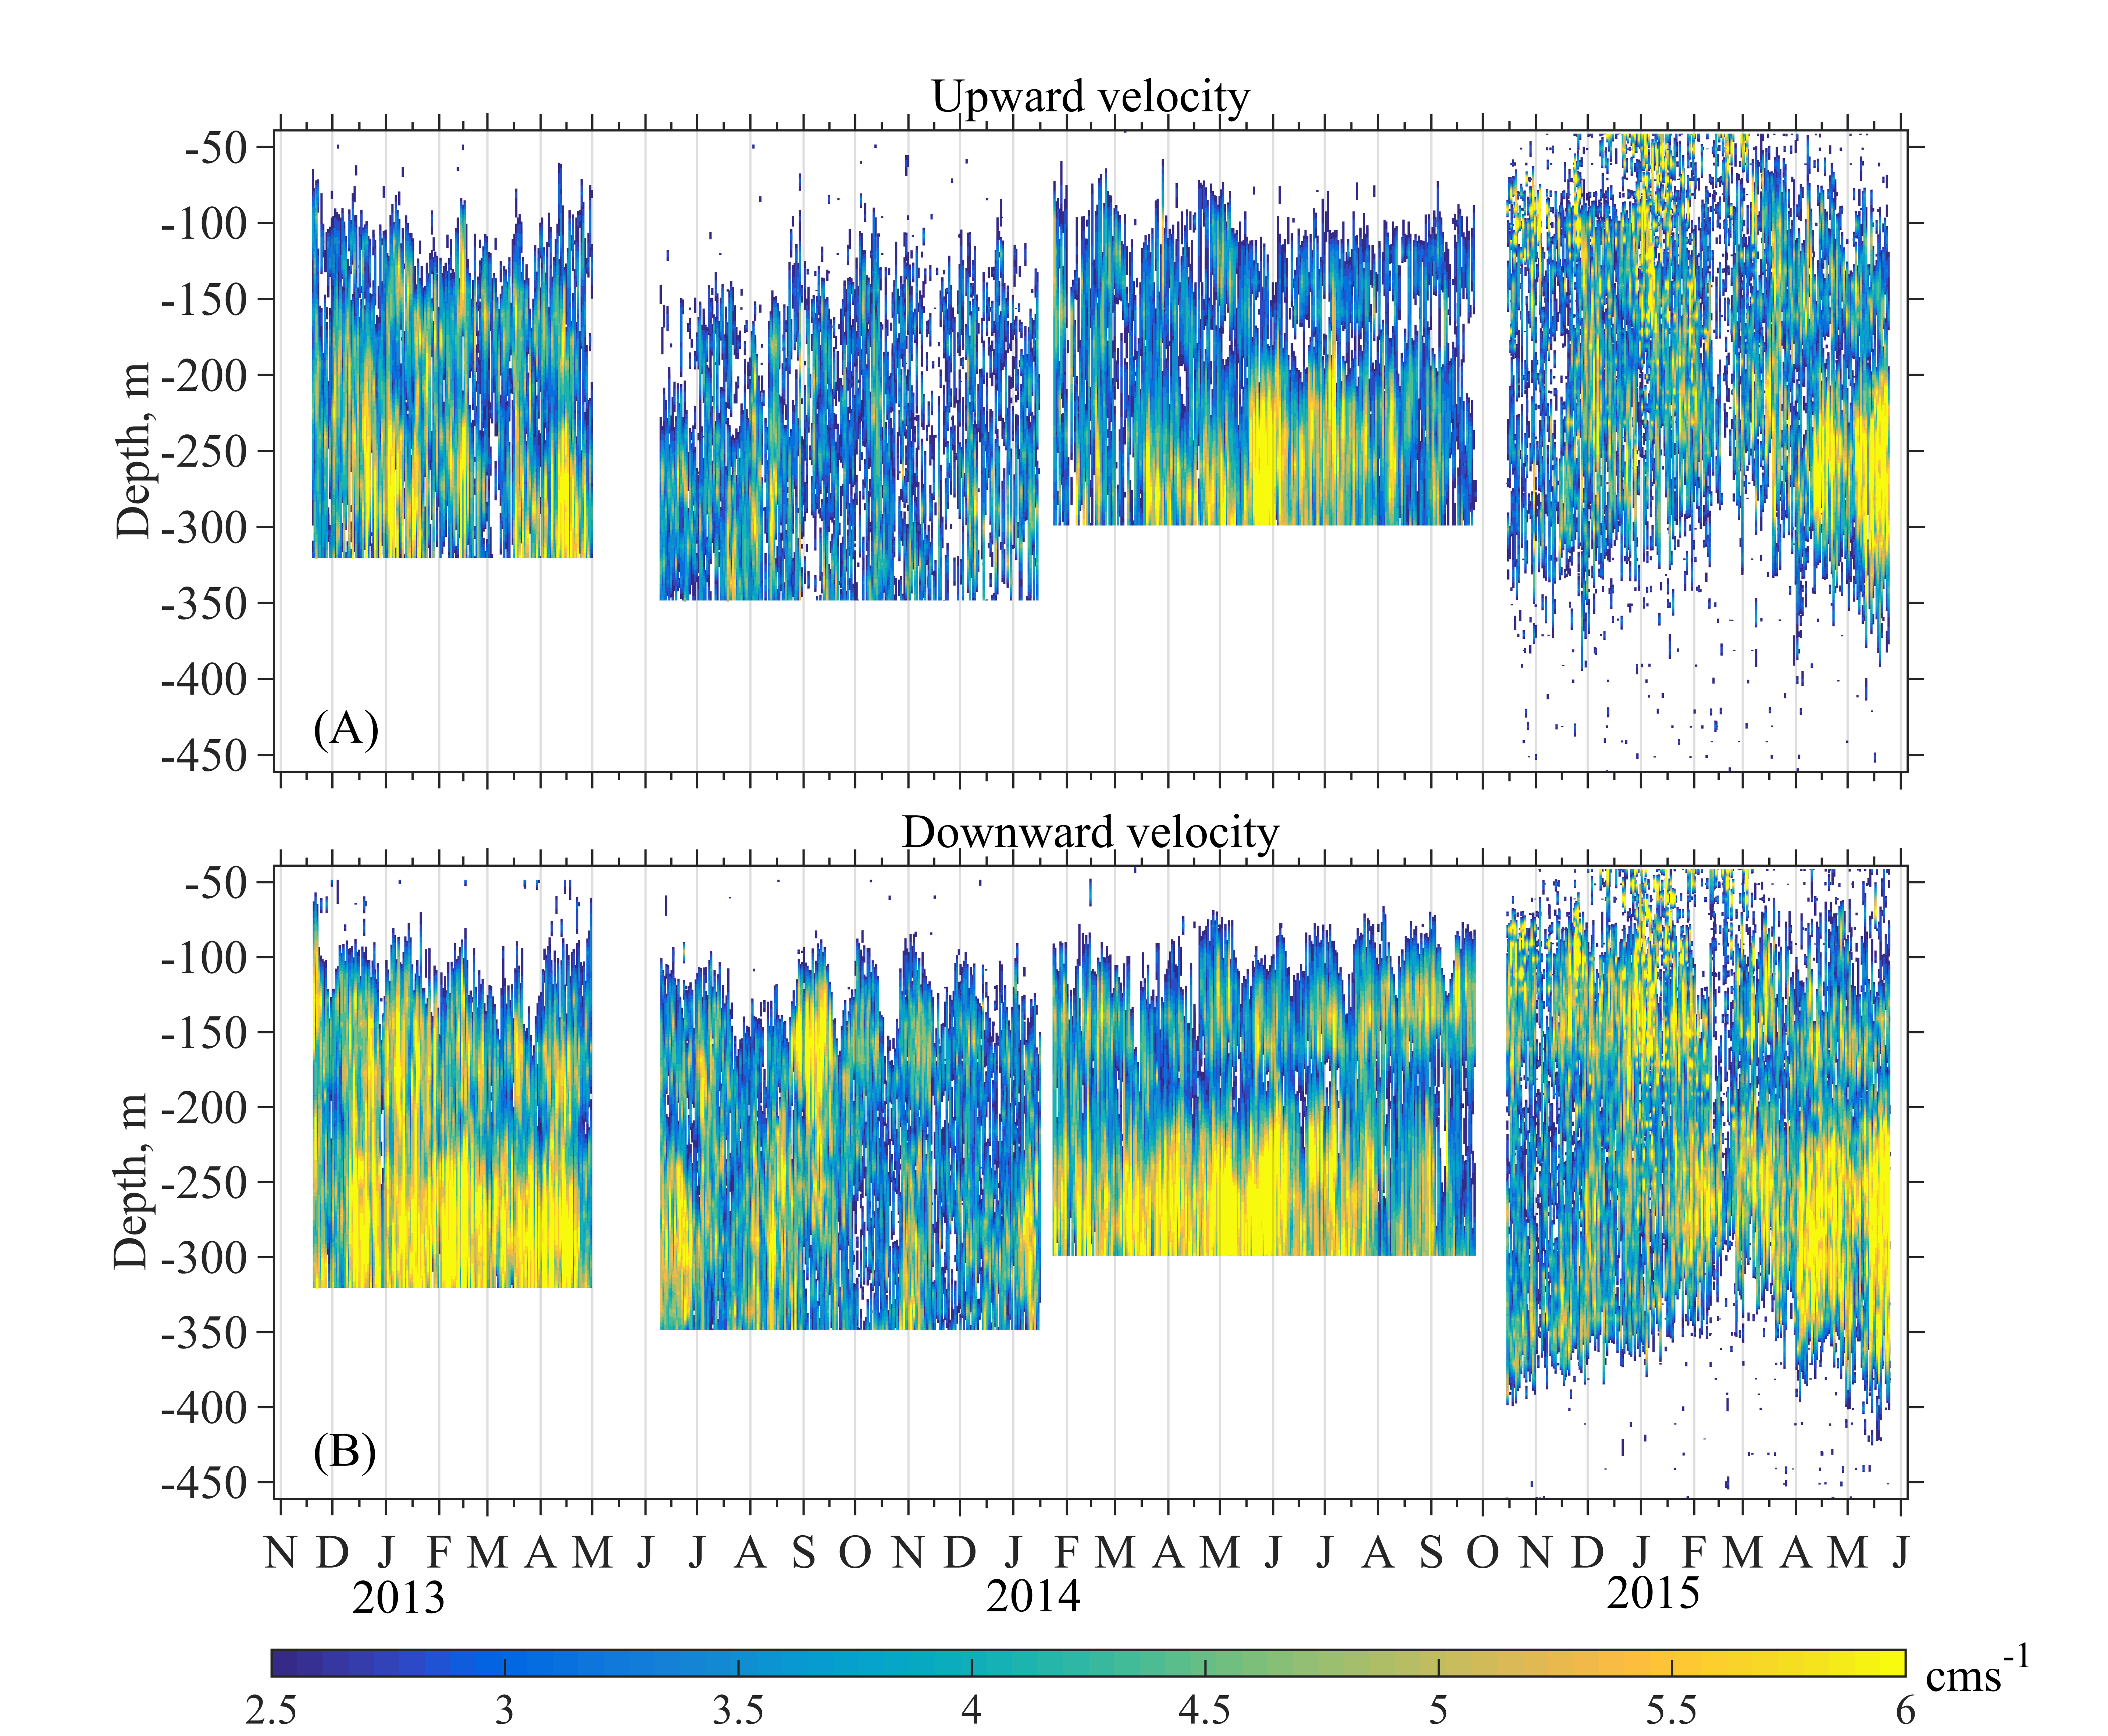 Upward velocity
-50
-100
-150
-200
-250
-300
-350
-400
-450
Depth, m
(A)
Downward velocity
-50
-100
-150
-200
-250
-300
-350
-400
-450
Depth, m
(B)
N D J F M A M J J A S O N D J F M A M J J A S O N D J F M A M J
2013 2014 2015
2.5 3 3.5 4 4.5 5 5.5 6
cms⁻¹